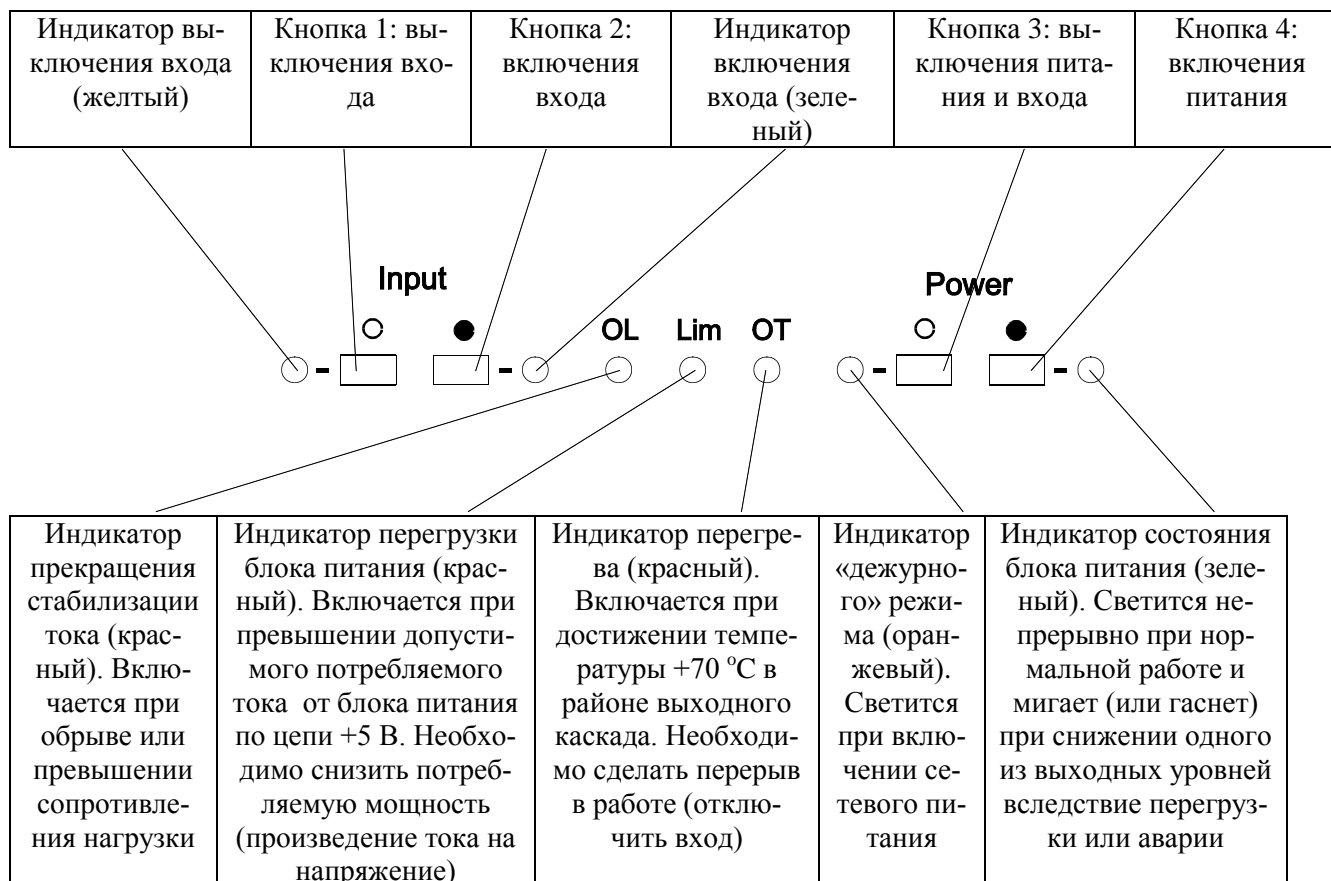 Индикатор вы-
ключения входа
(желтый)
Кнопка 1: вы-
ключения вхо-
да
Кнопка 2:
включения
входа
Индикатор
включения
входа (зеле-
ный)
Кнопка 3: вы-
ключения пита-
ния и входа
Кнопка 4:
включения
питания
Input
Power
OL Lim OT
Индикатор
прекращения
стабилизации
тока (крас-
ный). Вклю-
чается при
обрыве или
превышении
сопротивле-
ния нагрузки
Индикатор перегрузки
блока питания (крас-
ный). Включается при
превышении допусти-
мого потребляемого
тока от блока питания
по цепи +5 В. Необхо-
димо снизить потреб-
ляемую мощность
(произведение тока на
напряжение)
Индикатор перегре-
ва (красный).
Включается при
достижении темпе-
ратуры +70 °С в
районе выходного
каскада. Необходи-
мо сделать перерыв
в работе (отклю-
чить вход)
Индикатор
«дежурно-
го» режи-
ма (оран-
жевый).
Светится
при вклю-
чении се-
тевого пи-
тания
Индикатор состояния
блока питания (зеле-
ный). Светится не-
прерывно при нор-
мальной работе и
мигает (или гаснет)
при снижении одного
из выходных уровней
вследствие перегруз-
ки или аварии